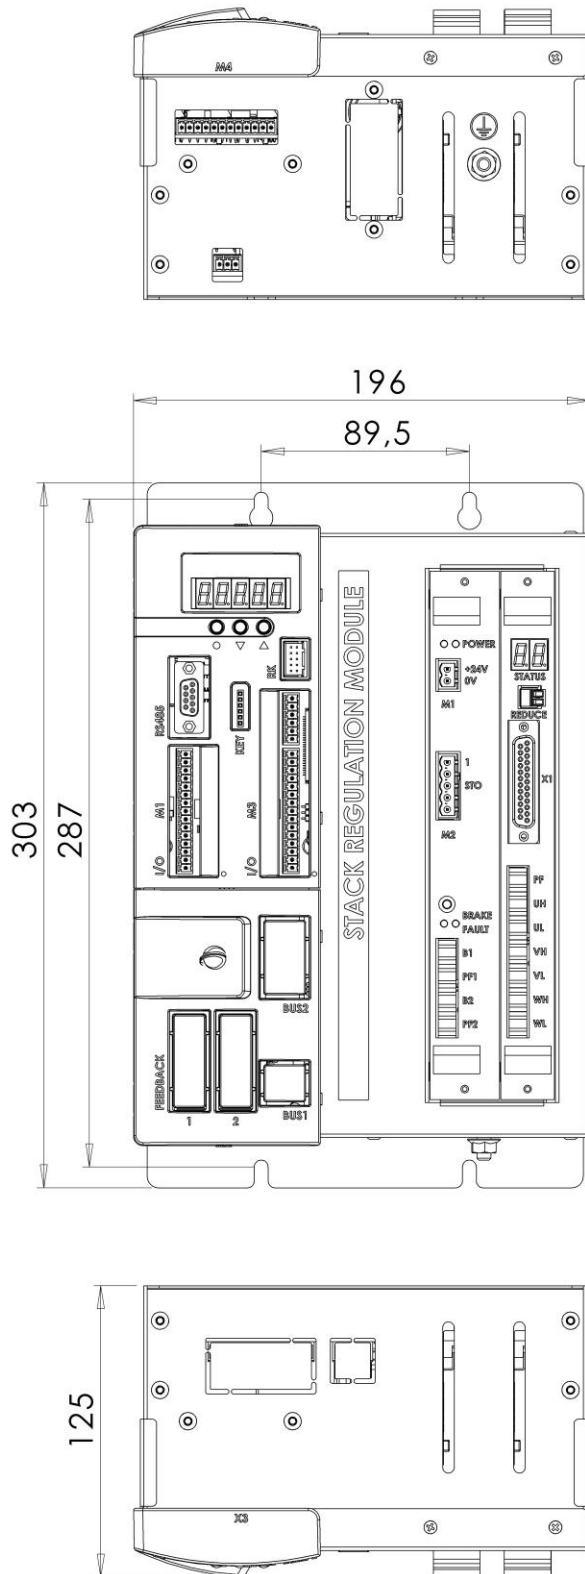 M4
196
89,5
303
287
STACK REGULATION MODULE
POWER
+24V
0V
M1
1
STO
M2
BRAKE
FAULT
B1
PF1
B2
PF2
STATUS
REDUCE
X1
PF
UH
UL
VH
VL
WH
WL
RK
RS485
KEY
I/O M1
I/O M3
BUS2
FEEDBACK
1
2
BUS1
125
X3